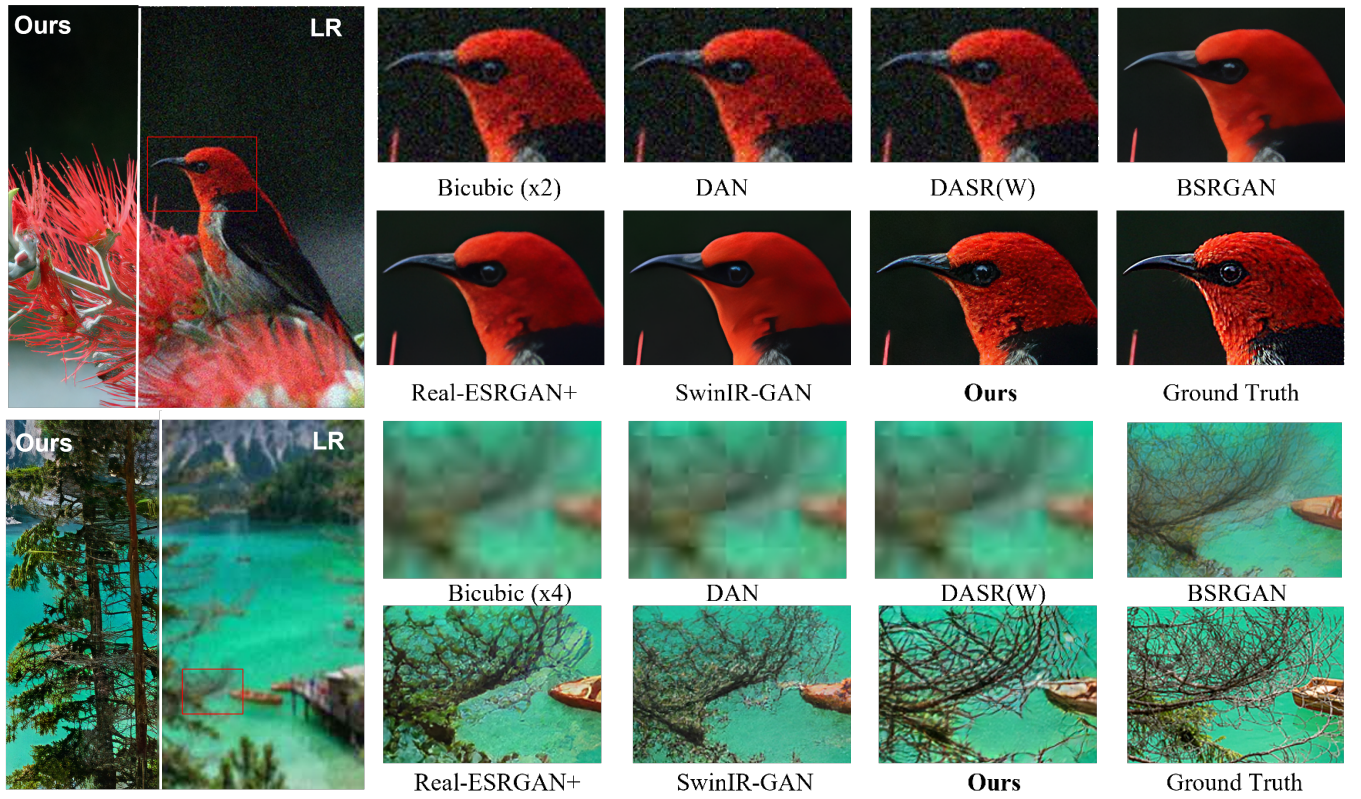 Ours LR
Bicubic (x2) DAN DASR(W) BSRGAN
Real-ESRGAN+ SwinIR-GAN Ours Ground Truth
Ours LR
Bicubic (x4) DAN DASR(W) BSRGAN
Real-ESRGAN+ SwinIR-GAN Ours Ground Truth